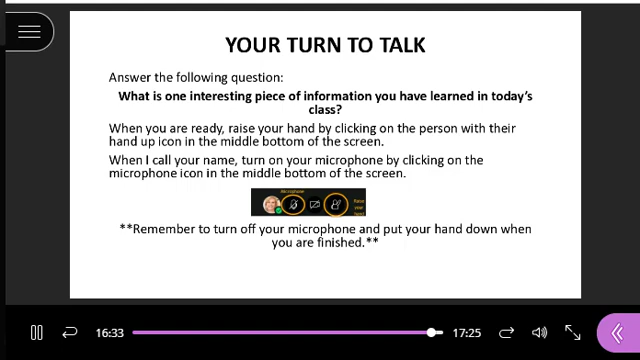 YOUR TURN TO TALK
Answer the following question:
What is one interesting piece of information you have learned in today's
class?
When you are ready, raise your hand by clicking on the person with their
hand up icon in the middle bottom of the screen.
When I call your name, turn on your microphone by clicking on the
microphone icon in the middle bottom of the screen.
Microphone
Raise
your
hand
**Remember to turn off your microphone and put your hand down when
you are finished.**
16:33
17:25